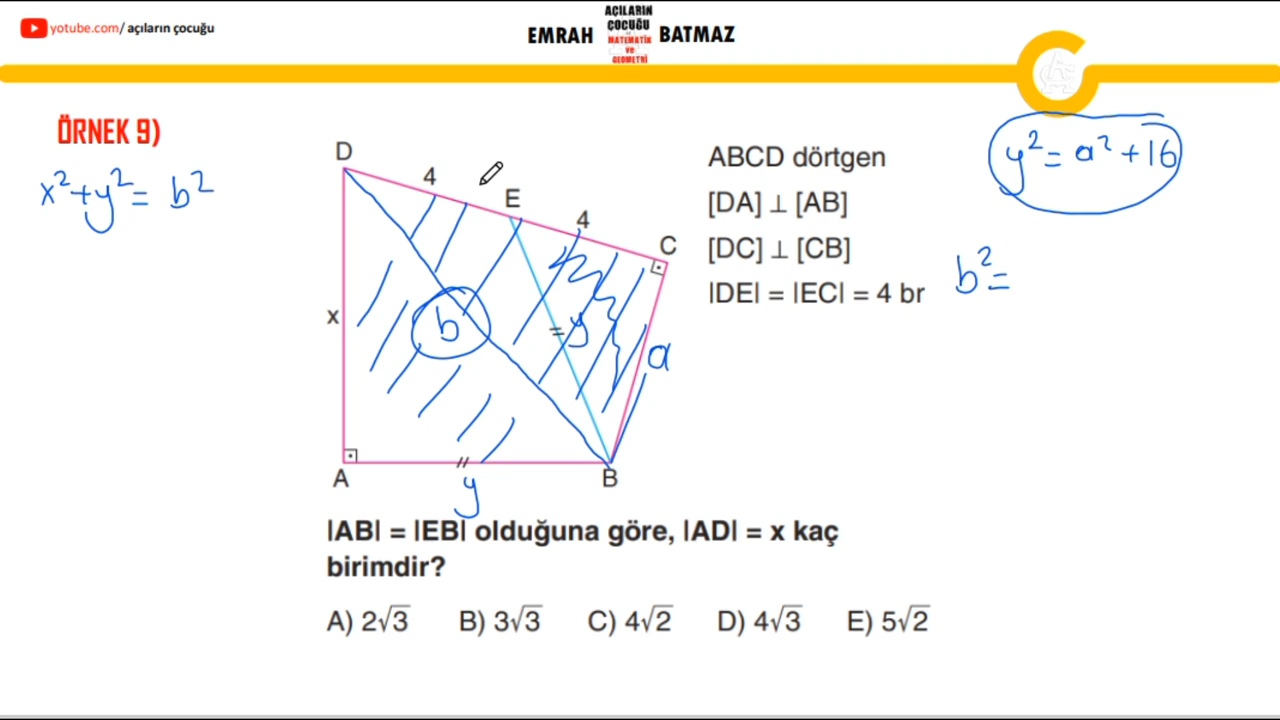 yotube.com/ açıların çocuğu
EMRAH
AÇILARIN
ÇOCUĞU
MATEMATİK
ve
GEOMETRİ
BATMAZ
ÖRNEK 9)
x²+y²= b²
D
4
E
4
C
x
b
y
a
A
y
B
ABCD dörtgen
[DA] ⊥ [AB]
[DC] ⊥ [CB]
|DE| = |EC| = 4 br
y²= a²+16
b²=
|AB| = |EB| olduğuna göre, |AD| = x kaç
birimdir?
A) 2√3 B) 3√3 C) 4√2 D) 4√3 E) 5√2